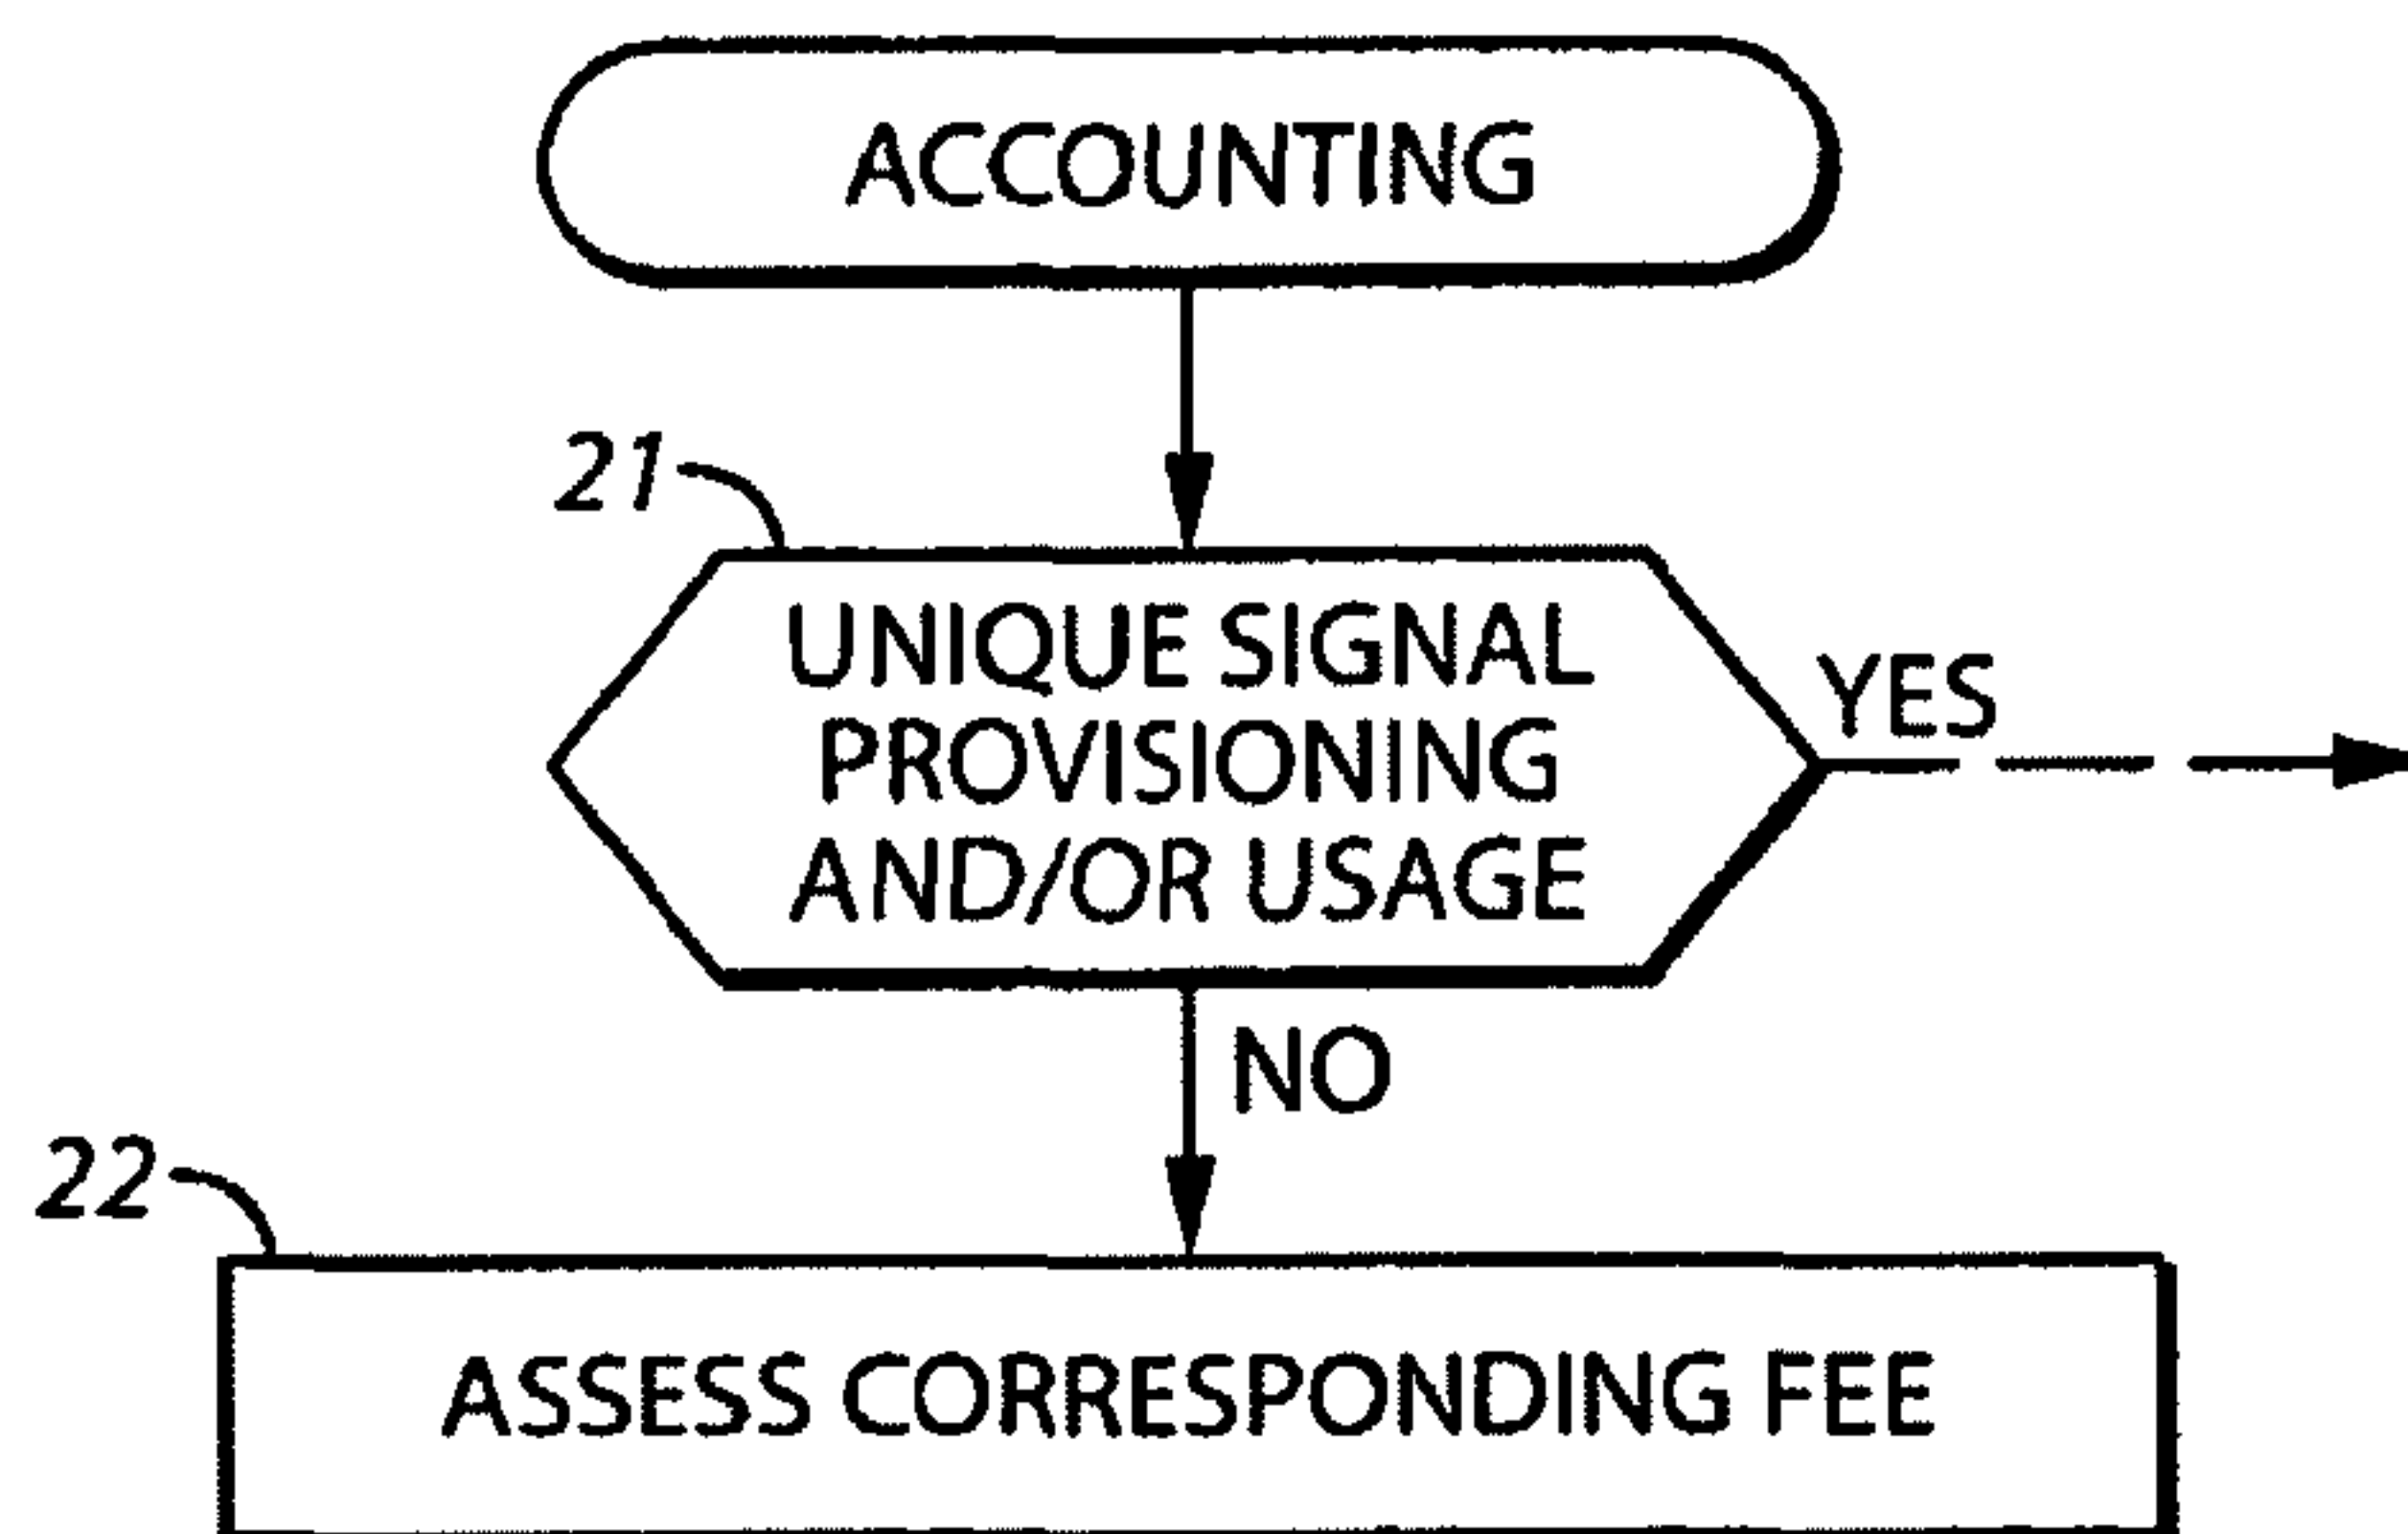 ACCOUNTING
21
UNIQUE SIGNAL
PROVISIONING
AND/OR USAGE
YES
NO
22
ASSESS CORRESPONDING FEE